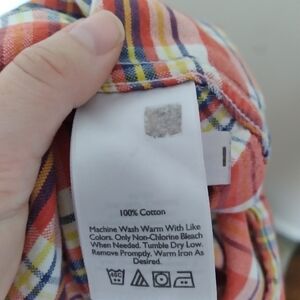 100% Cotton
Machine Wash Warm With Like
Colors. Only Non-Chlorine Bleach
When Needed. Tumble Dry Low.
Remove Promptly. Warm Iron As
Desired.